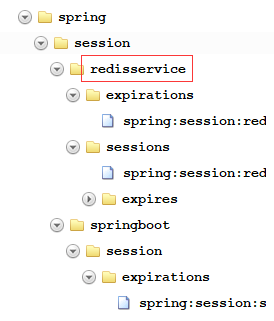 spring
session
redisservice
expirations
spring:session:red
sessions
spring:session:red
expires
springboot
session
expirations
spring:session:s